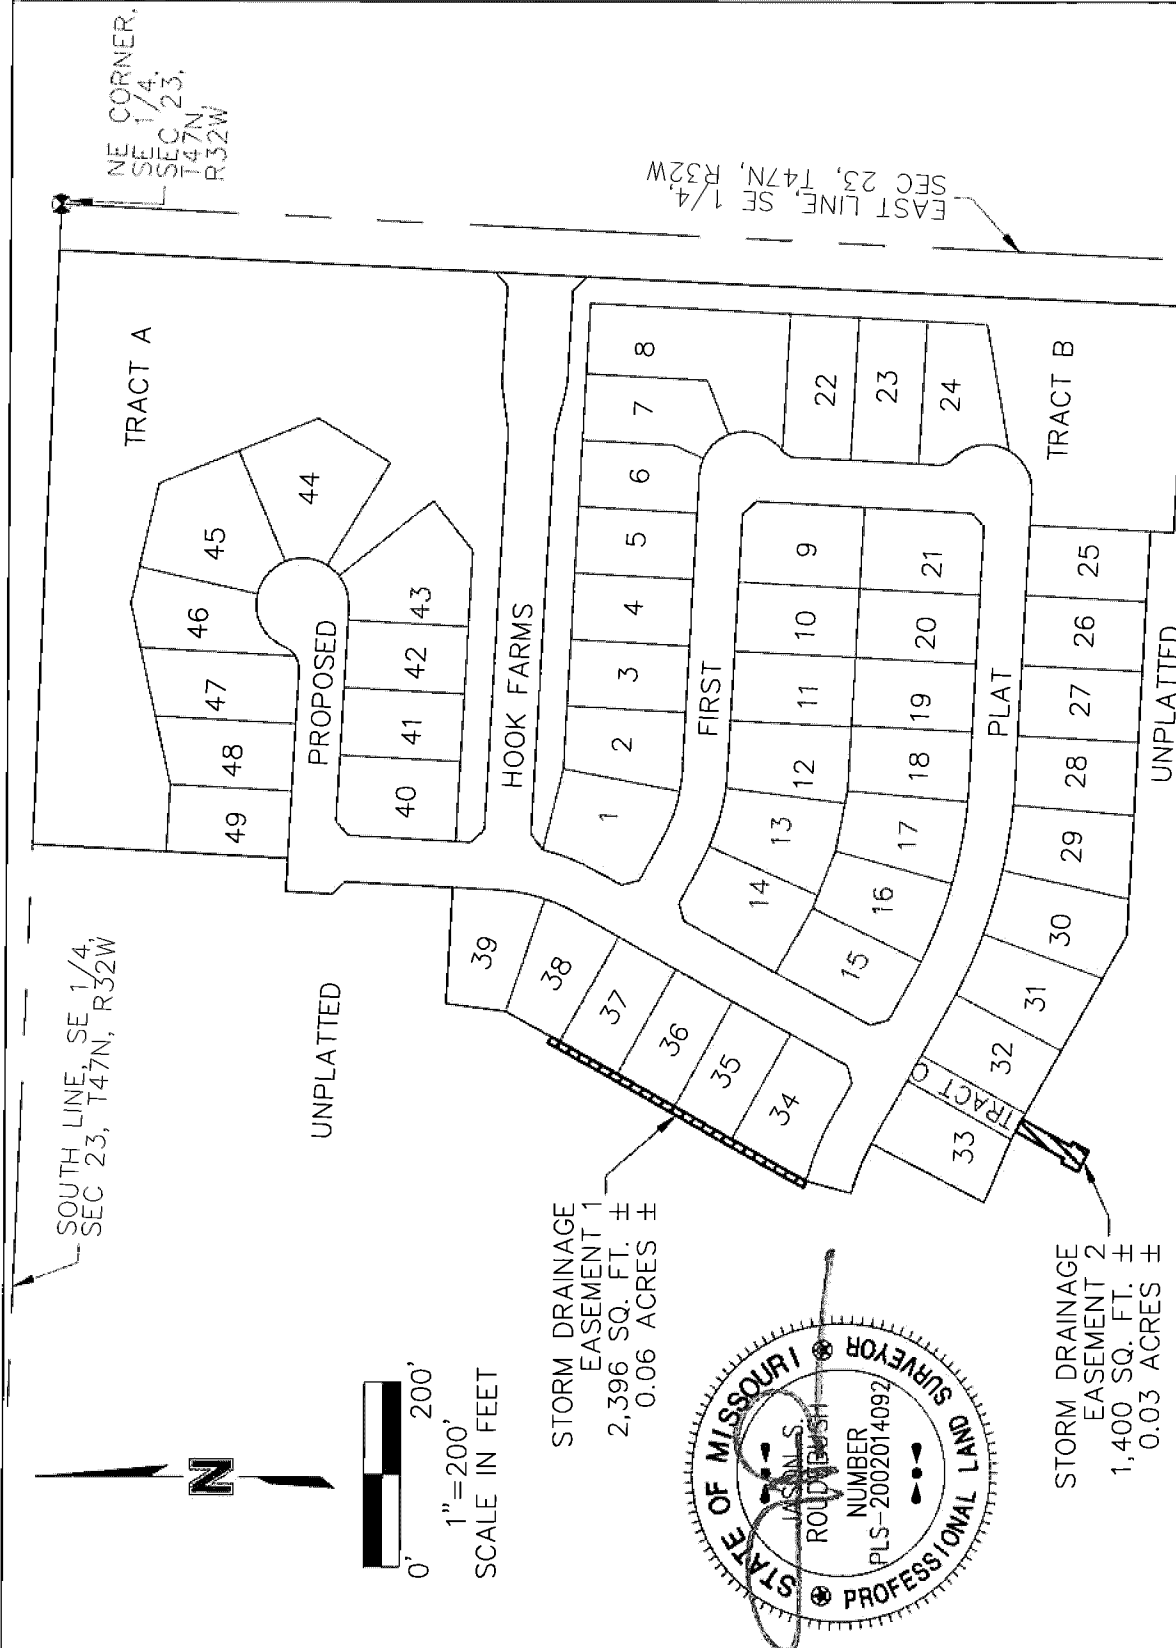 NE CORNER,
SE 1/4,
SEC 23,
T47N,
R32W
SOUTH LINE, SE 1/4,
SEC 23, T47N, R32W
EAST LINE, SE 1/4,
SEC 23, T47N, R32W
TRACT A
UNPLATTED
49
48
47
46
45
44
PROPOSED
40
41
42
43
HOOK FARMS
39
38
37
36
35
34
1
2
3
4
5
6
7
8
FIRST
14
13
12
11
10
9
22
23
24
15
16
17
18
19
20
21
PLAT
TRACT B
33
TRACT C
32
31
30
29
28
27
26
25
UNPLATTED
N
0' 200'
1"=200'
SCALE IN FEET
STORM DRAINAGE
EASEMENT 1
2,396 SQ. FT. ±
0.06 ACRES ±
STORM DRAINAGE
EASEMENT 2
1,400 SQ. FT. ±
0.03 ACRES ±
STATE OF MISSOURI
JASON S.
ROUDEBUSH
NUMBER
PLS-2002014092
PROFESSIONAL LAND SURVEYOR